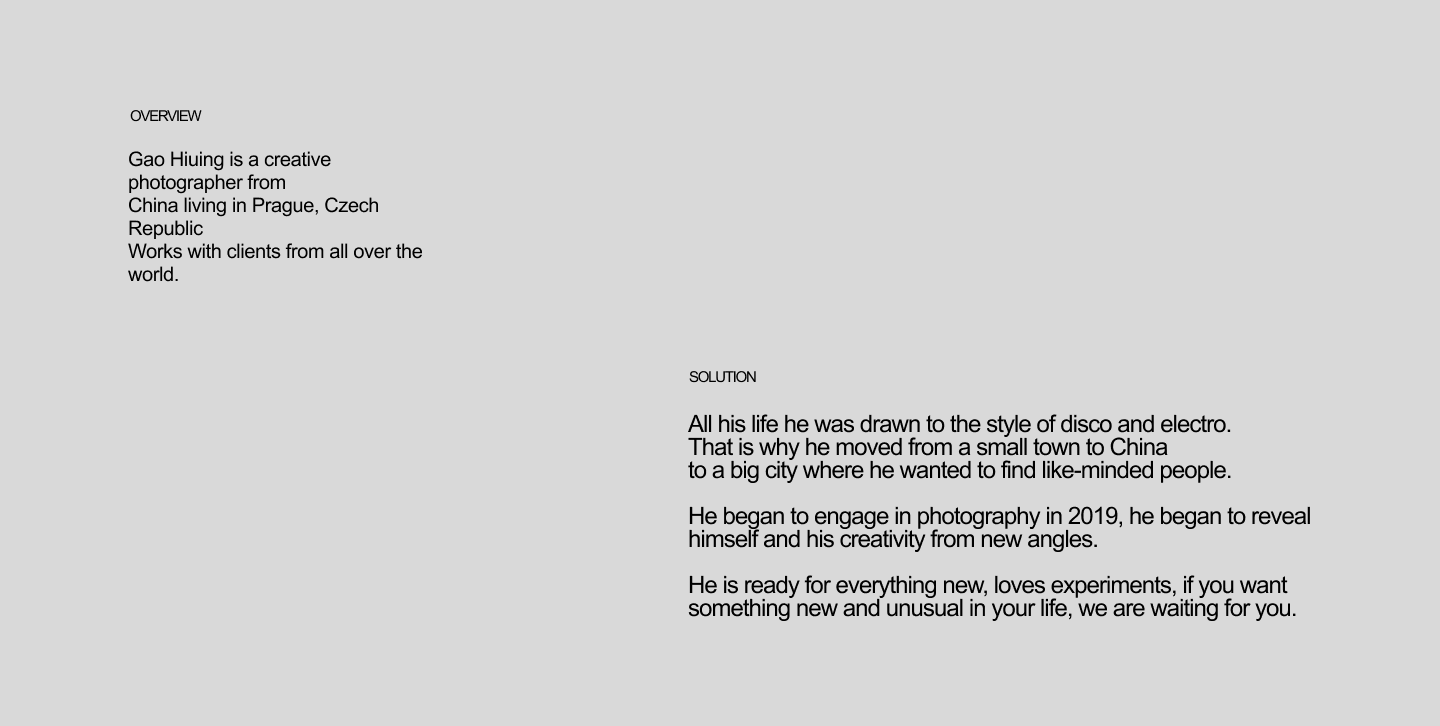 OVERVIEW
Gao Hiuing is a creative
photographer from
China living in Prague, Czech
Republic
Works with clients from all over the
world.
SOLUTION
All his life he was drawn to the style of disco and electro.
That is why he moved from a small town to China
to a big city where he wanted to find like-minded people.
He began to engage in photography in 2019, he began to reveal
himself and his creativity from new angles.
He is ready for everything new, loves experiments, if you want
something new and unusual in your life, we are waiting for you.